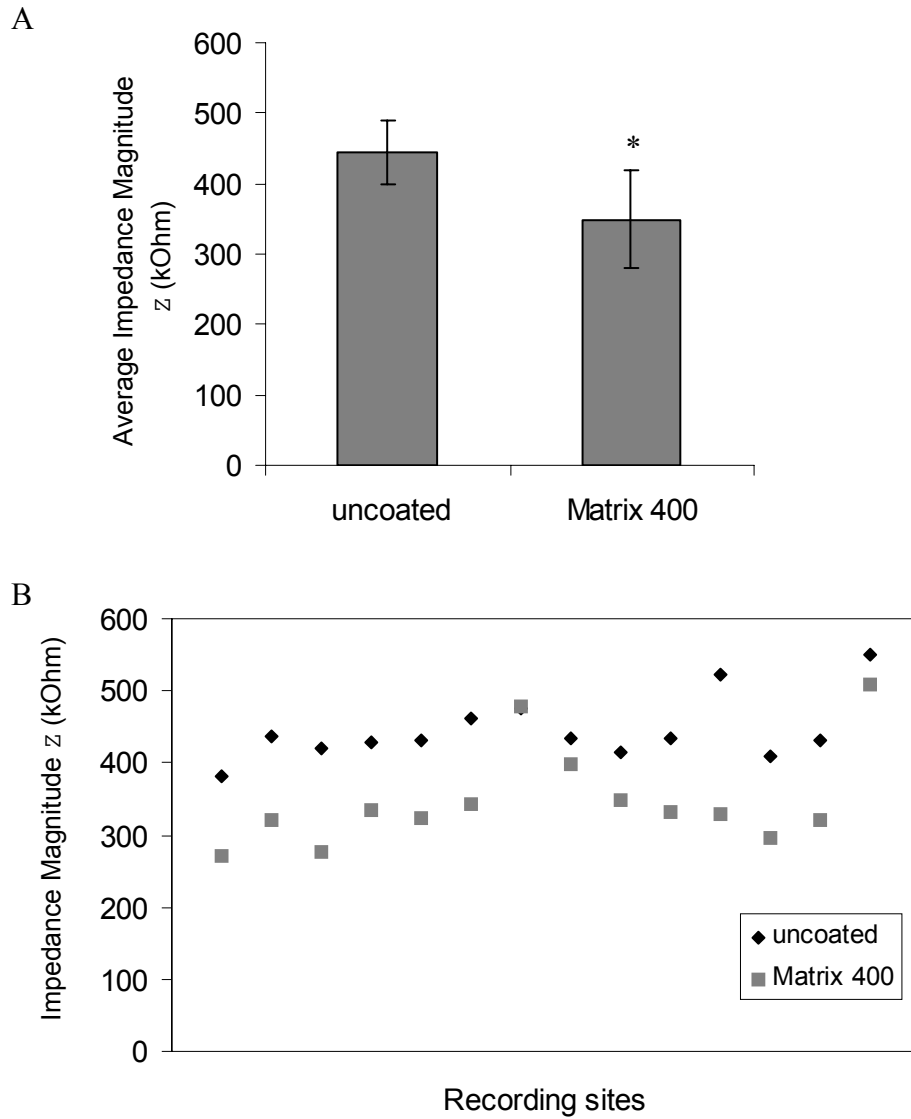 A
600
500
400
300
200
100
0
Average Impedance Magnitude
Z (kOhm)
*
uncoated
Matrix 400
B
600
500
400
300
200
100
0
Impedance Magnitude Z (kOhm)
uncoated
Matrix 400
Recording sites